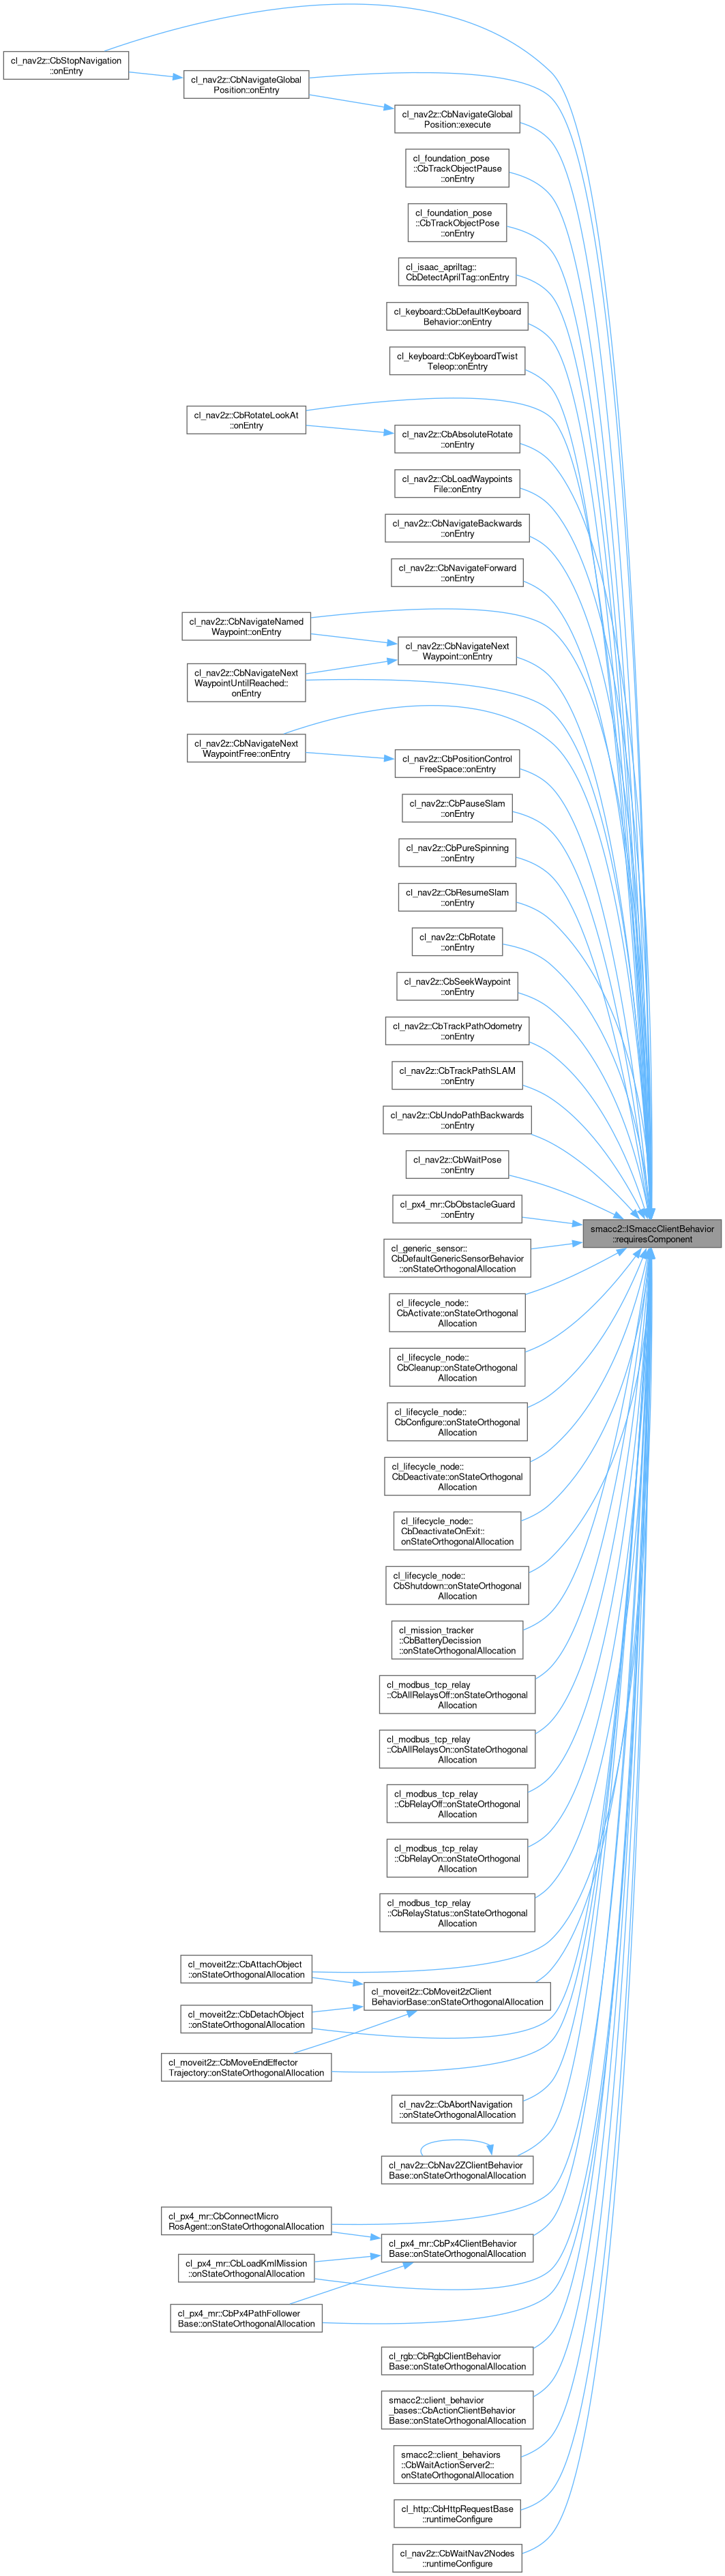 cl_nav2z::CbStopNavigation
::onEntry
cl_nav2z::CbNavigateGlobal
Position::onEntry
cl_nav2z::CbNavigateGlobal
Position::execute
cl_foundation_pose
::CbTrackObjectPause
::onEntry
cl_foundation_pose
::CbTrackObjectPose
::onEntry
cl_isaac_apriltag::
CbDetectAprilTag::onEntry
cl_keyboard::CbDefaultKeyboard
Behavior::onEntry
cl_keyboard::CbKeyboardTwist
Teleop::onEntry
cl_nav2z::CbRotateLookAt
::onEntry
cl_nav2z::CbAbsoluteRotate
::onEntry
cl_nav2z::CbLoadWaypoints
File::onEntry
cl_nav2z::CbNavigateBackwards
::onEntry
cl_nav2z::CbNavigateForward
::onEntry
cl_nav2z::CbNavigateNamed
Waypoint::onEntry
cl_nav2z::CbNavigateNext
Waypoint::onEntry
cl_nav2z::CbNavigateNext
WaypointUntilReached::
onEntry
cl_nav2z::CbNavigateNext
WaypointFree::onEntry
cl_nav2z::CbPositionControl
FreeSpace::onEntry
cl_nav2z::CbPauseSlam
::onEntry
cl_nav2z::CbPureSpinning
::onEntry
cl_nav2z::CbResumeSlam
::onEntry
cl_nav2z::CbRotate
::onEntry
cl_nav2z::CbSeekWaypoint
::onEntry
cl_nav2z::CbTrackPathOdometry
::onEntry
cl_nav2z::CbTrackPathSLAM
::onEntry
cl_nav2z::CbUndoPathBackwards
::onEntry
cl_nav2z::CbWaitPose
::onEntry
cl_px4_mr::CbObstacleGuard
::onEntry
smacc2::ISmaccClientBehavior
::requiresComponent
cl_generic_sensor::
CbDefaultGenericSensorBehavior
::onStateOrthogonalAllocation
cl_lifecycle_node::
CbActivate::onStateOrthogonal
Allocation
cl_lifecycle_node::
CbCleanup::onStateOrthogonal
Allocation
cl_lifecycle_node::
CbConfigure::onStateOrthogonal
Allocation
cl_lifecycle_node::
CbDeactivate::onStateOrthogonal
Allocation
cl_lifecycle_node::
CbDeactivateOnExit::
onStateOrthogonalAllocation
cl_lifecycle_node::
CbShutdown::onStateOrthogonal
Allocation
cl_mission_tracker
::CbBatteryDecission
::onStateOrthogonalAllocation
cl_modbus_tcp_relay
::CbAllRelaysOff::onStateOrthogonal
Allocation
cl_modbus_tcp_relay
::CbAllRelaysOn::onStateOrthogonal
Allocation
cl_modbus_tcp_relay
::CbRelayOff::onStateOrthogonal
Allocation
cl_modbus_tcp_relay
::CbRelayOn::onStateOrthogonal
Allocation
cl_modbus_tcp_relay
::CbRelayStatus::onStateOrthogonal
Allocation
cl_moveit2z::CbAttachObject
::onStateOrthogonalAllocation
cl_moveit2z::CbMoveit2zClient
BehaviorBase::onStateOrthogonalAllocation
cl_moveit2z::CbDetachObject
::onStateOrthogonalAllocation
cl_moveit2z::CbMoveEndEffector
Trajectory::onStateOrthogonalAllocation
cl_nav2z::CbAbortNavigation
::onStateOrthogonalAllocation
cl_nav2z::CbNav2ZClientBehavior
Base::onStateOrthogonalAllocation
cl_px4_mr::CbConnectMicro
RosAgent::onStateOrthogonalAllocation
cl_px4_mr::CbPx4ClientBehavior
Base::onStateOrthogonalAllocation
cl_px4_mr::CbLoadKmlMission
::onStateOrthogonalAllocation
cl_px4_mr::CbPx4PathFollower
Base::onStateOrthogonalAllocation
cl_rgb::CbRgbClientBehavior
Base::onStateOrthogonalAllocation
smacc2::client_behavior
_bases::CbActionClientBehavior
Base::onStateOrthogonalAllocation
smacc2::client_behaviors
::CbWaitActionServer2::
onStateOrthogonalAllocation
cl_http::CbHttpRequestBase
::runtimeConfigure
cl_nav2z::CbWaitNav2Nodes
::runtimeConfigure